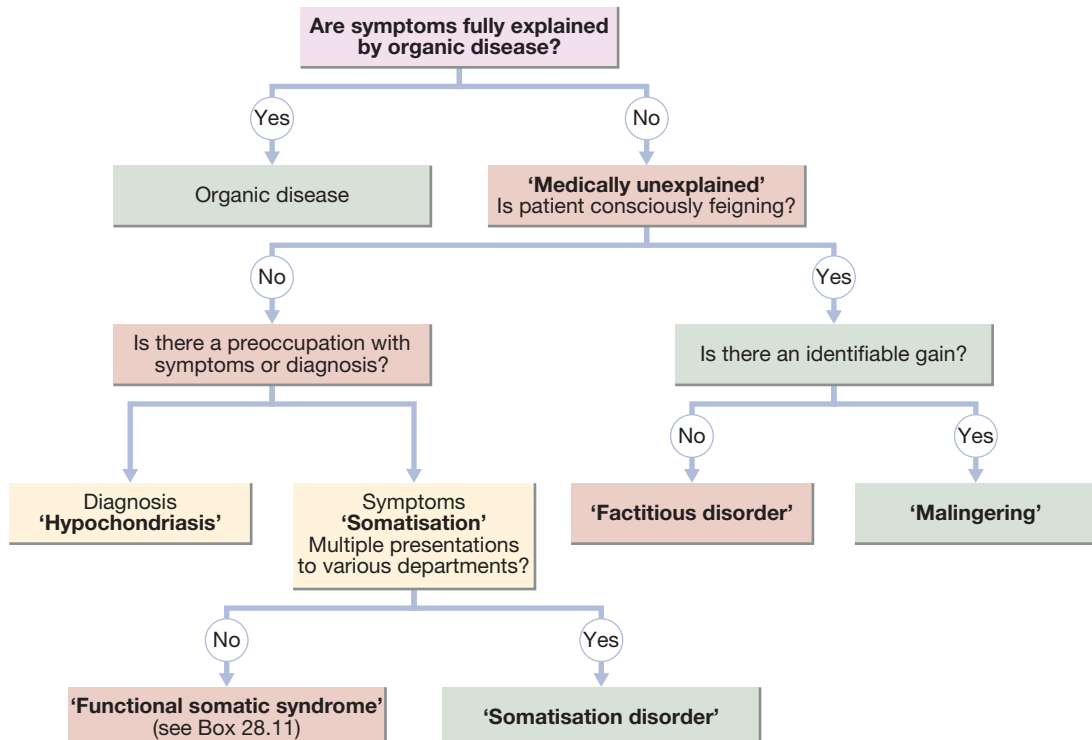 Are symptoms fully explained
by organic disease?
Yes
No
Organic disease
‘Medically unexplained’
Is patient consciously feigning?
No
Yes
Is there a preoccupation with
symptoms or diagnosis?
Is there an identifiable gain?
No
Yes
Diagnosis
‘Hypochondriasis’
Symptoms
‘Somatisation’
Multiple presentations
to various departments?
‘Factitious disorder’
‘Malingering’
No
Yes
‘Functional somatic syndrome’
(see Box 28.11)
‘Somatisation disorder’